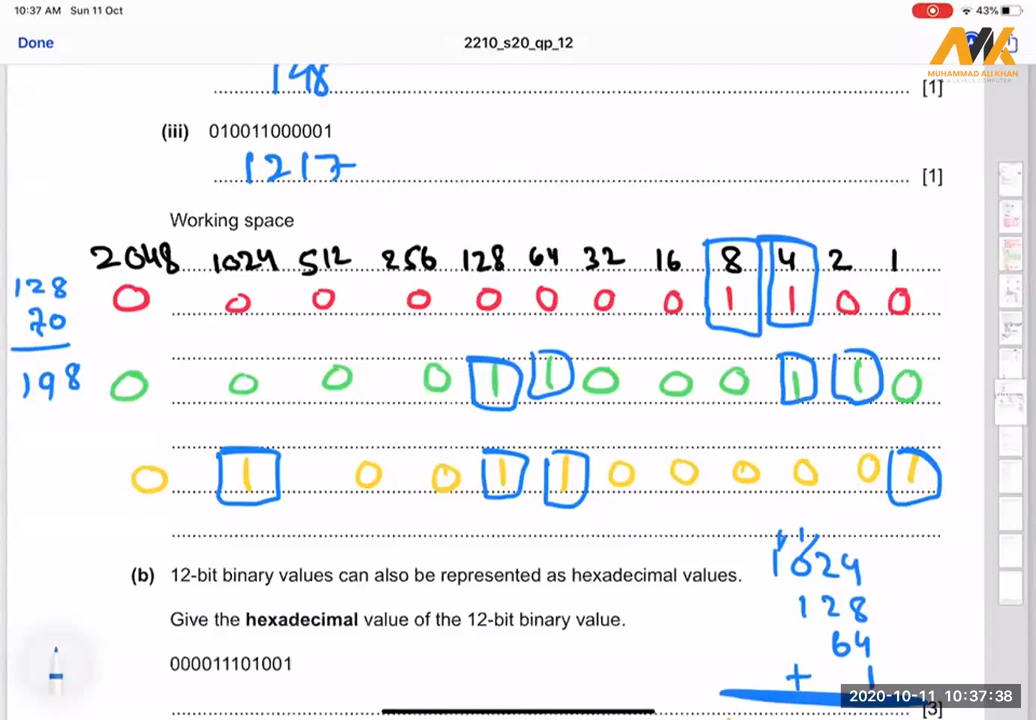 10:37 AM Sun 11 Oct 43%
Done 2210_s20_qp_12
MUHAMMAD ALI KHAN
A LEVELS COMPUTER
198
[1]
(iii) 010011000001
1217
[1]
Working space
2048 1024 512 256 128 64 32 16 8 4 2 1
0 0 0 0 0 0 0 0 1 1 0 0
128
70
198
0 0 0 0 1 1 0 0 0 1 1 0
0 1 0 0 1 1 0 0 0 0 0 1
(b) 12-bit binary values can also be represented as hexadecimal values.
Give the hexadecimal value of the 12-bit binary value.
000011101001
1024
128
64
+ 1
2020-10-11 10:37:38
[3]